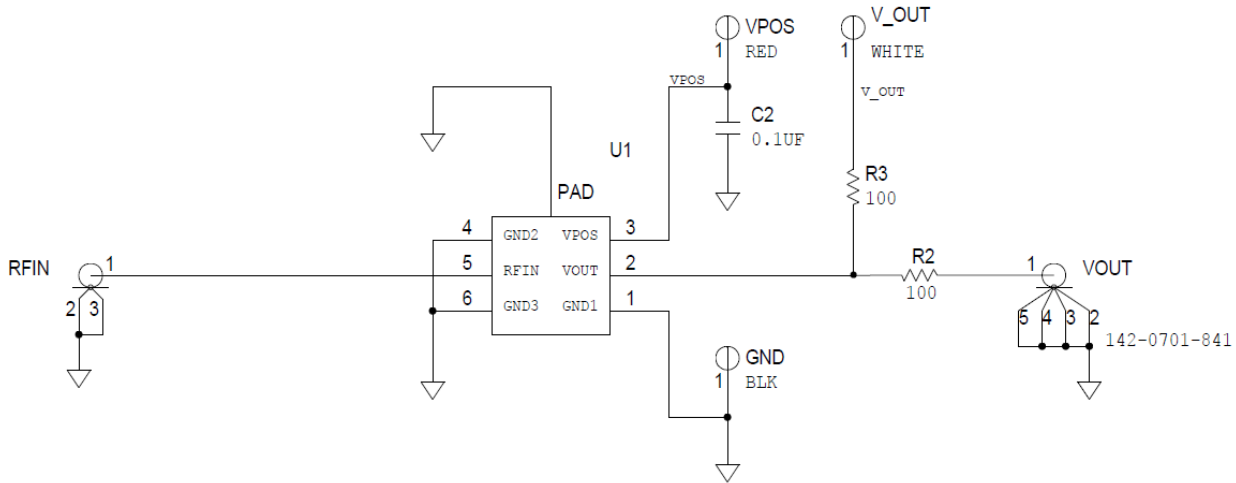 VPOS
1
RED
V_OUT
1
WHITE
VPOS
V_OUT
C2
0.1UF
U1
R3
100
PAD
4
GND2
VPOS
3
RFIN
1
5
RFIN
VOUT
2
R2
100
1
VOUT
2
3
6
GND3
GND1
1
5
4
3
2
142-0701-841
GND
1
BLK